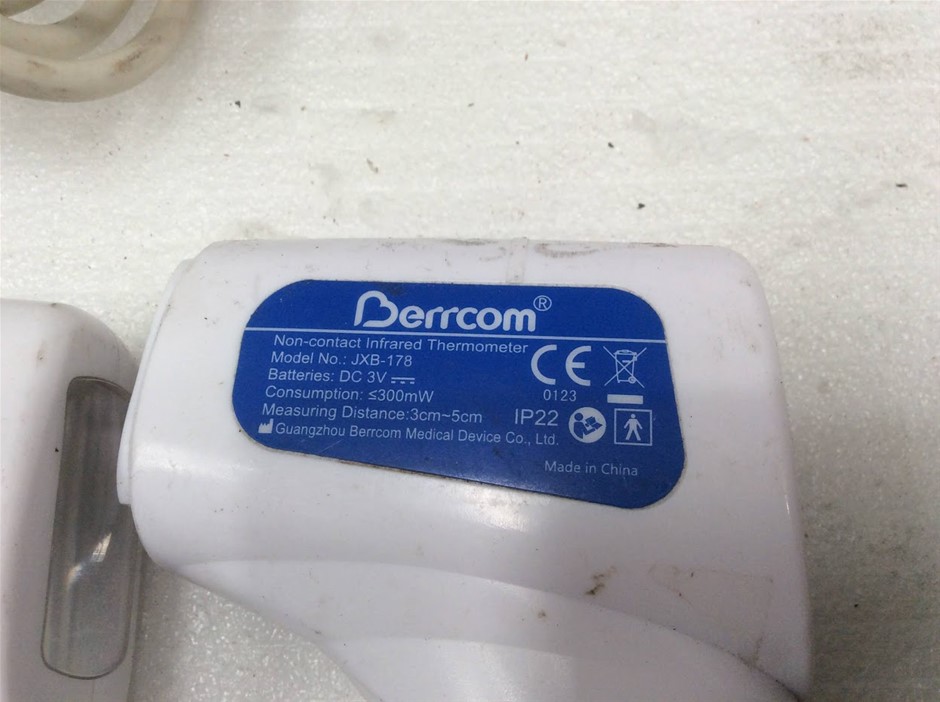 Berrcom®
Non-contact Infrared Thermometer
Model No.: JXB-178
Batteries: DC 3V
Consumption: ≤300mW
Measuring Distance:3cm~5cm
Guangzhou Berrcom Medical Device Co., Ltd.
CE
0123
IP22
Made in China